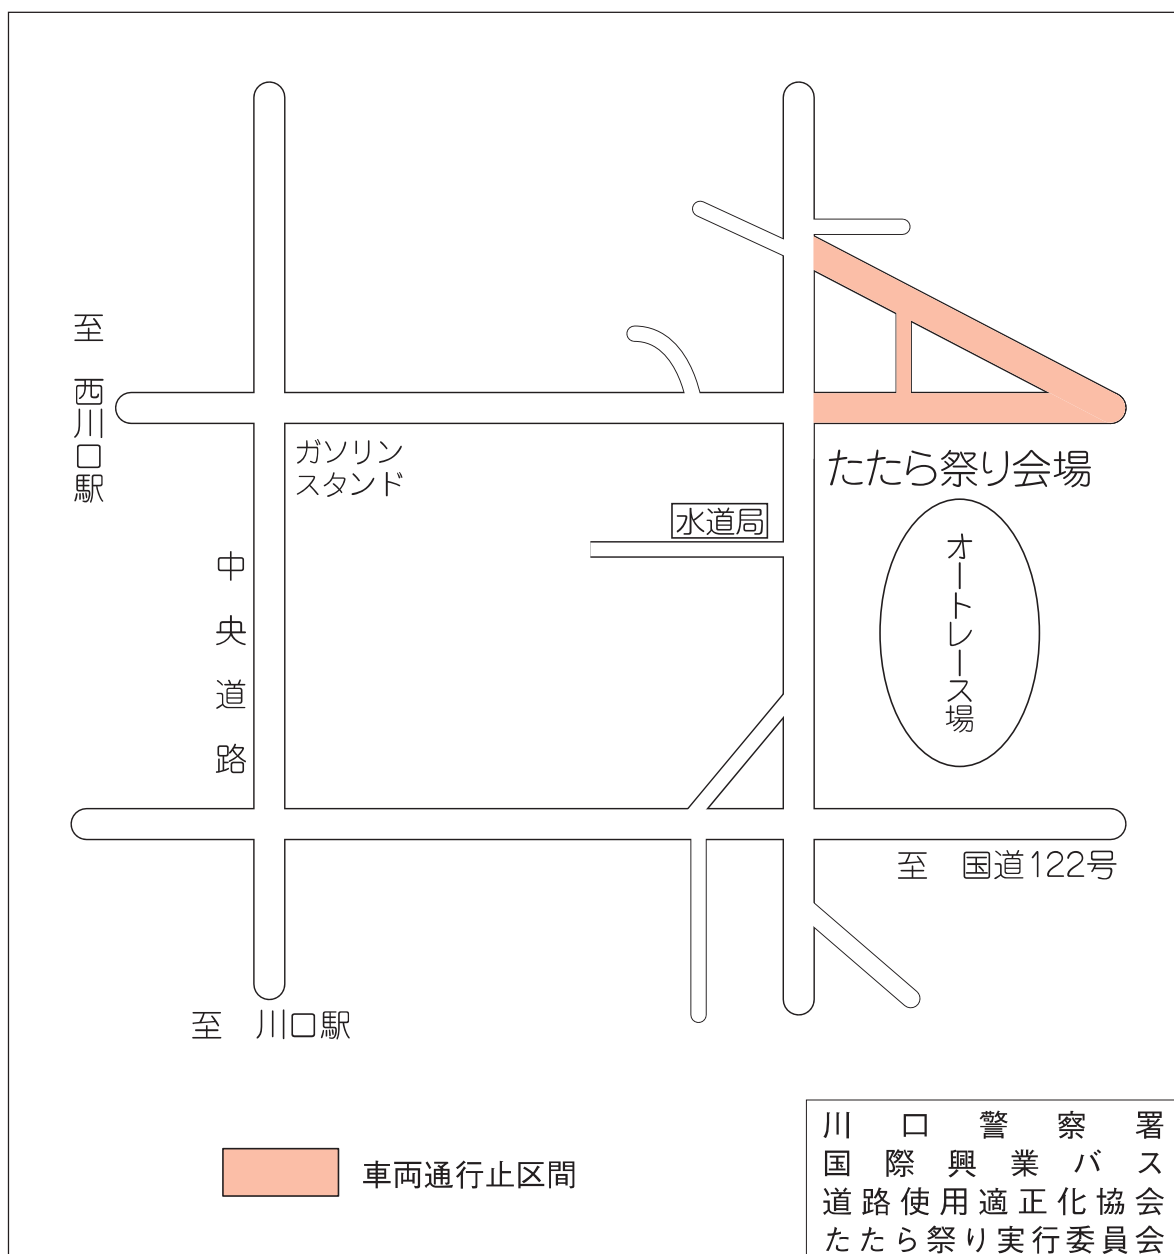 至 西川口駅
ガソリン
スタンド
たたら祭り会場
水道局
オートレース場
中央道路
至 国道122号
至 川口駅
車両通行止区間
川口警察署
国際興業バス
道路使用適正化協会
たたら祭り実行委員会